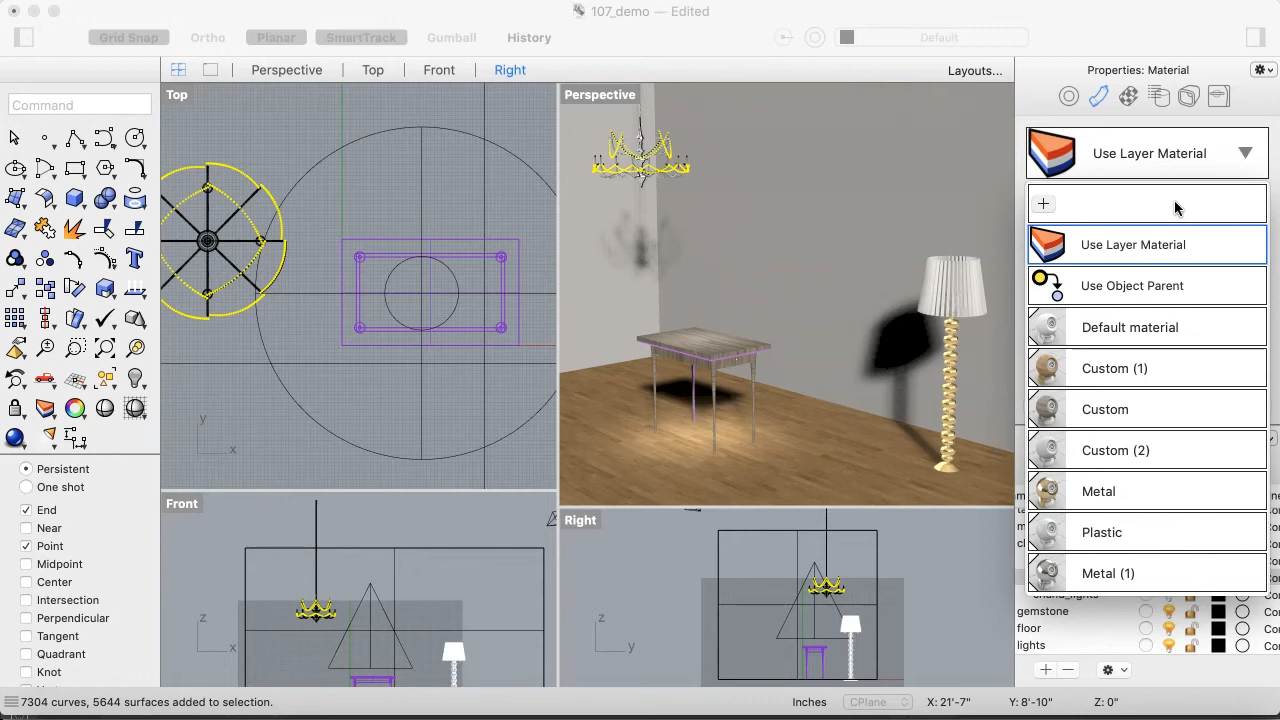 107_demo — Edited
Grid Snap
Ortho
Planar
SmartTrack
Gumball
History
Default
Perspective
Top
Front
Right
Layouts...
Properties: Material
Command
Top
Perspective
Use Layer Material
Use Layer Material
Use Object Parent
Default material
Custom (1)
Custom
Custom (2)
Metal
Plastic
Metal (1)
y
x
Persistent
One shot
End
Near
Point
Midpoint
Center
Intersection
Perpendicular
Tangent
Quadrant
Knot
Front
Right
z
x
z
y
gemstone
floor
lights
7304 curves, 5644 surfaces added to selection.
Inches
CPlane
X: 21'-7"
Y: 8'-10"
Z: 0"